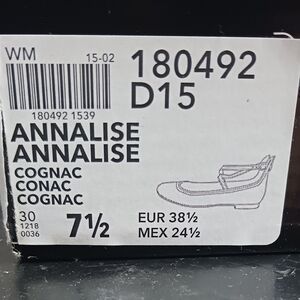 WM 15-02 180492
180492 1539 D15
ANNALISE
ANNALISE
COGNAC
CONAC
COGNAC
30
1218
0036
7½
EUR 38½
MEX 24½